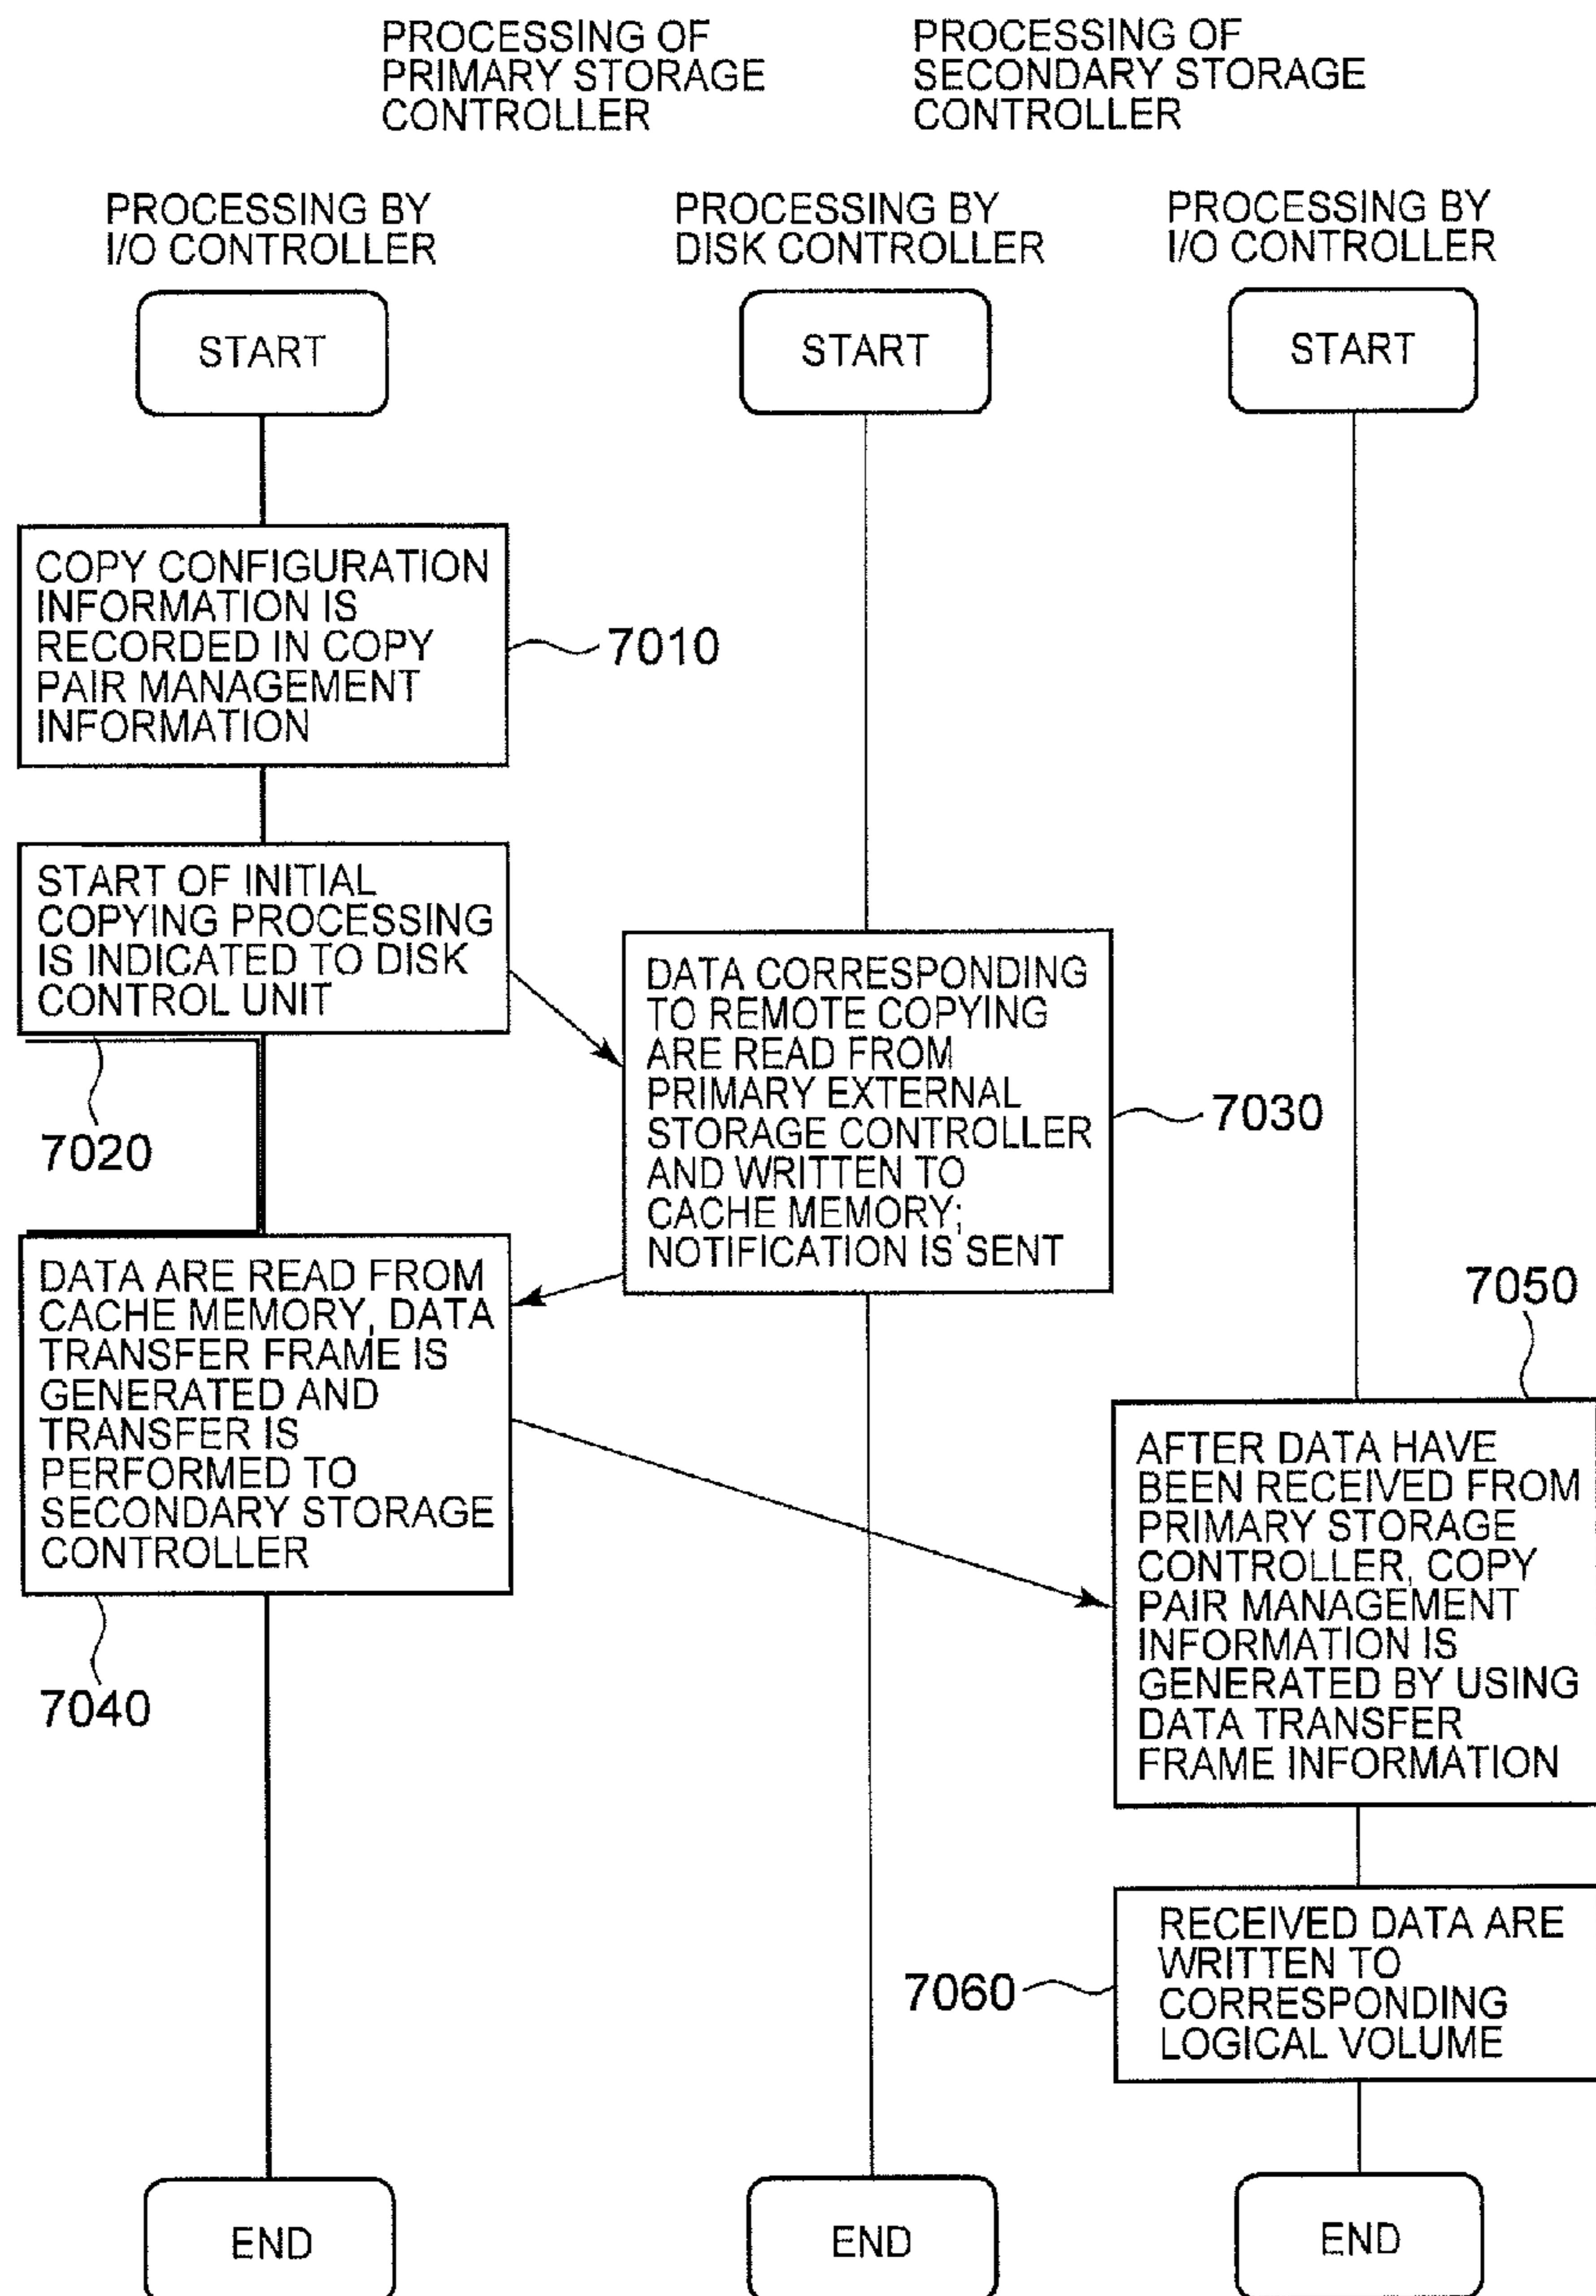 PROCESSING OF
PRIMARY STORAGE
CONTROLLER
PROCESSING OF
SECONDARY STORAGE
CONTROLLER
PROCESSING BY
I/O CONTROLLER
PROCESSING BY
DISK CONTROLLER
PROCESSING BY
I/O CONTROLLER
START
START
START
COPY CONFIGURATION
INFORMATION IS
RECORDED IN COPY
PAIR MANAGEMENT
INFORMATION
7010
START OF INITIAL
COPYING PROCESSING
IS INDICATED TO DISK
CONTROL UNIT
7020
DATA CORRESPONDING
TO REMOTE COPYING
ARE READ FROM
PRIMARY EXTERNAL
STORAGE CONTROLLER
AND WRITTEN TO
CACHE MEMORY;
NOTIFICATION IS SENT
7030
DATA ARE READ FROM
CACHE MEMORY, DATA
TRANSFER FRAME IS
GENERATED AND
TRANSFER IS
PERFORMED TO
SECONDARY STORAGE
CONTROLLER
7040
7050
AFTER DATA HAVE
BEEN RECEIVED FROM
PRIMARY STORAGE
CONTROLLER, COPY
PAIR MANAGEMENT
INFORMATION IS
GENERATED BY USING
DATA TRANSFER
FRAME INFORMATION
RECEIVED DATA ARE
WRITTEN TO
CORRESPONDING
LOGICAL VOLUME
7060
END
END
END